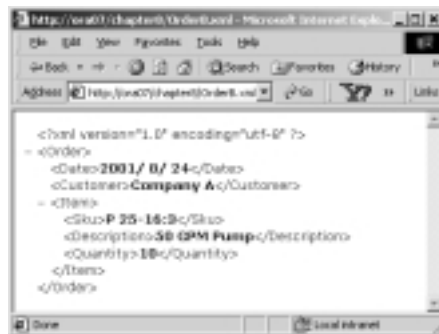 http://ora07/chapter8/Order8.xml - Microsoft Internet Explo...
File Edit View Favorites Tools Help
Back Search Favorites History
Address http://ora07/chapter8/Order8.xml Go Links
<?xml version="1.0" encoding="utf-8" ?>
- <Order>
<Date>2001/ 8/ 24</Date>
<Customer>Company A</Customer>
- <Item>
<Sku>P 25-16:3</Sku>
<Description>50 GPM Pump</Description>
<Quantity>10</Quantity>
</Item>
</Order>
Done Local intranet